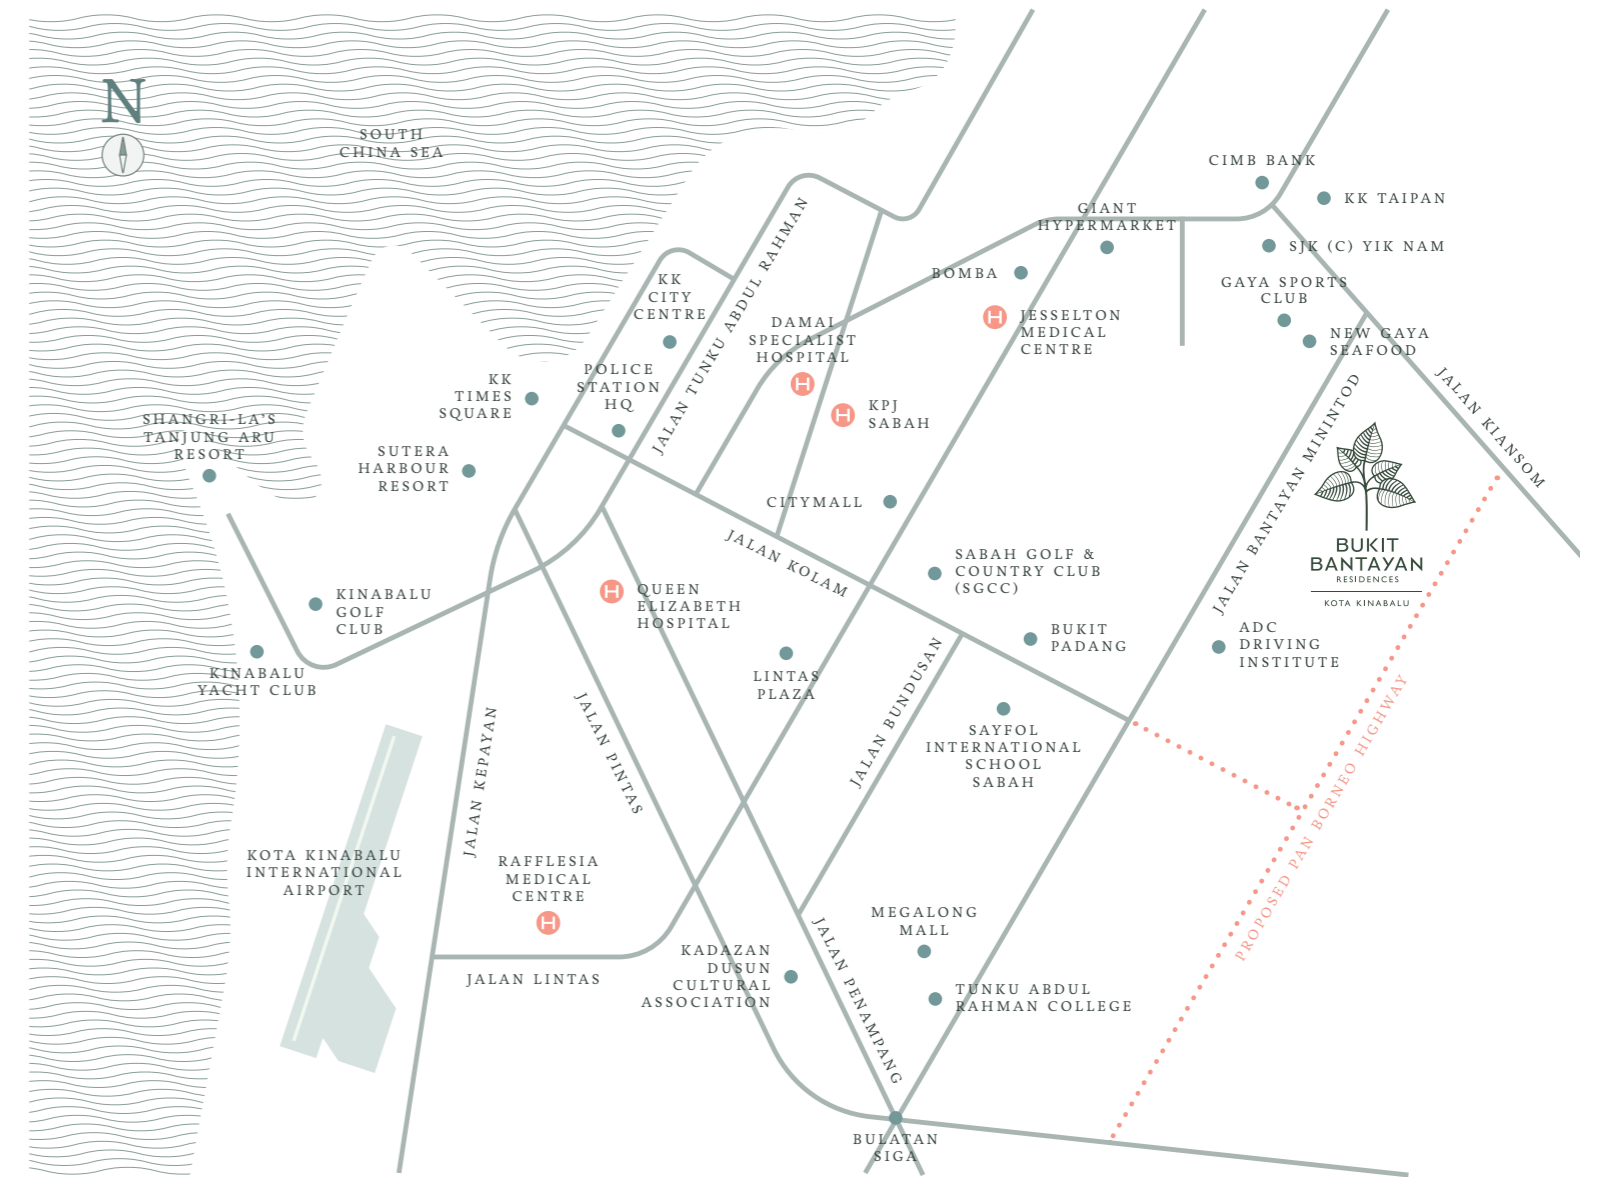 N
SOUTH
CHINA SEA
CIMB BANK
KK TAIPAN
GIANT
HYPERMARKET
SJK (C) YIK NAM
BOMBA
GAYA SPORTS
CLUB
KK
CITY
CENTRE
JALAN TUNKU ABDUL RAHMAN
DAMAI
SPECIALIST
HOSPITAL
H
H
JESSELTON
MEDICAL
CENTRE
NEW GAYA
SEAFOOD
POLICE
STATION
HQ
KK
TIMES
SQUARE
H
KPJ
SABAH
JALAN KIANSOM
JALAN BANTAYAN MININTOD
SHANGRI-LA'S
TANJUNG ARU
RESORT
SUTERA
HARBOUR
RESORT
CITYMALL
JALAN KOLAM
BUKIT
BANTAYAN
RESIDENCES
KOTA KINABALU
SABAH GOLF &
COUNTRY CLUB
(SGCC)
KINABALU
GOLF
CLUB
H
QUEEN
ELIZABETH
HOSPITAL
BUKIT
PADANG
ADC
DRIVING
INSTITUTE
KINABALU
YACHT CLUB
LINTAS
PLAZA
JALAN BUNDUSAN
JALAN KEPAYAN
JALAN PINTAS
SAYFOL
INTERNATIONAL
SCHOOL
SABAH
PROPOSED PAN BORNEO HIGHWAY
KOTA KINABALU
INTERNATIONAL
AIRPORT
RAFFLESIA
MEDICAL
CENTRE
H
JALAN LINTAS
KADAZAN
DUSUN
CULTURAL
ASSOCIATION
JALAN PENAMPANG
MEGALONG
MALL
TUNKU ABDUL
RAHMAN COLLEGE
BULATAN
SIGA